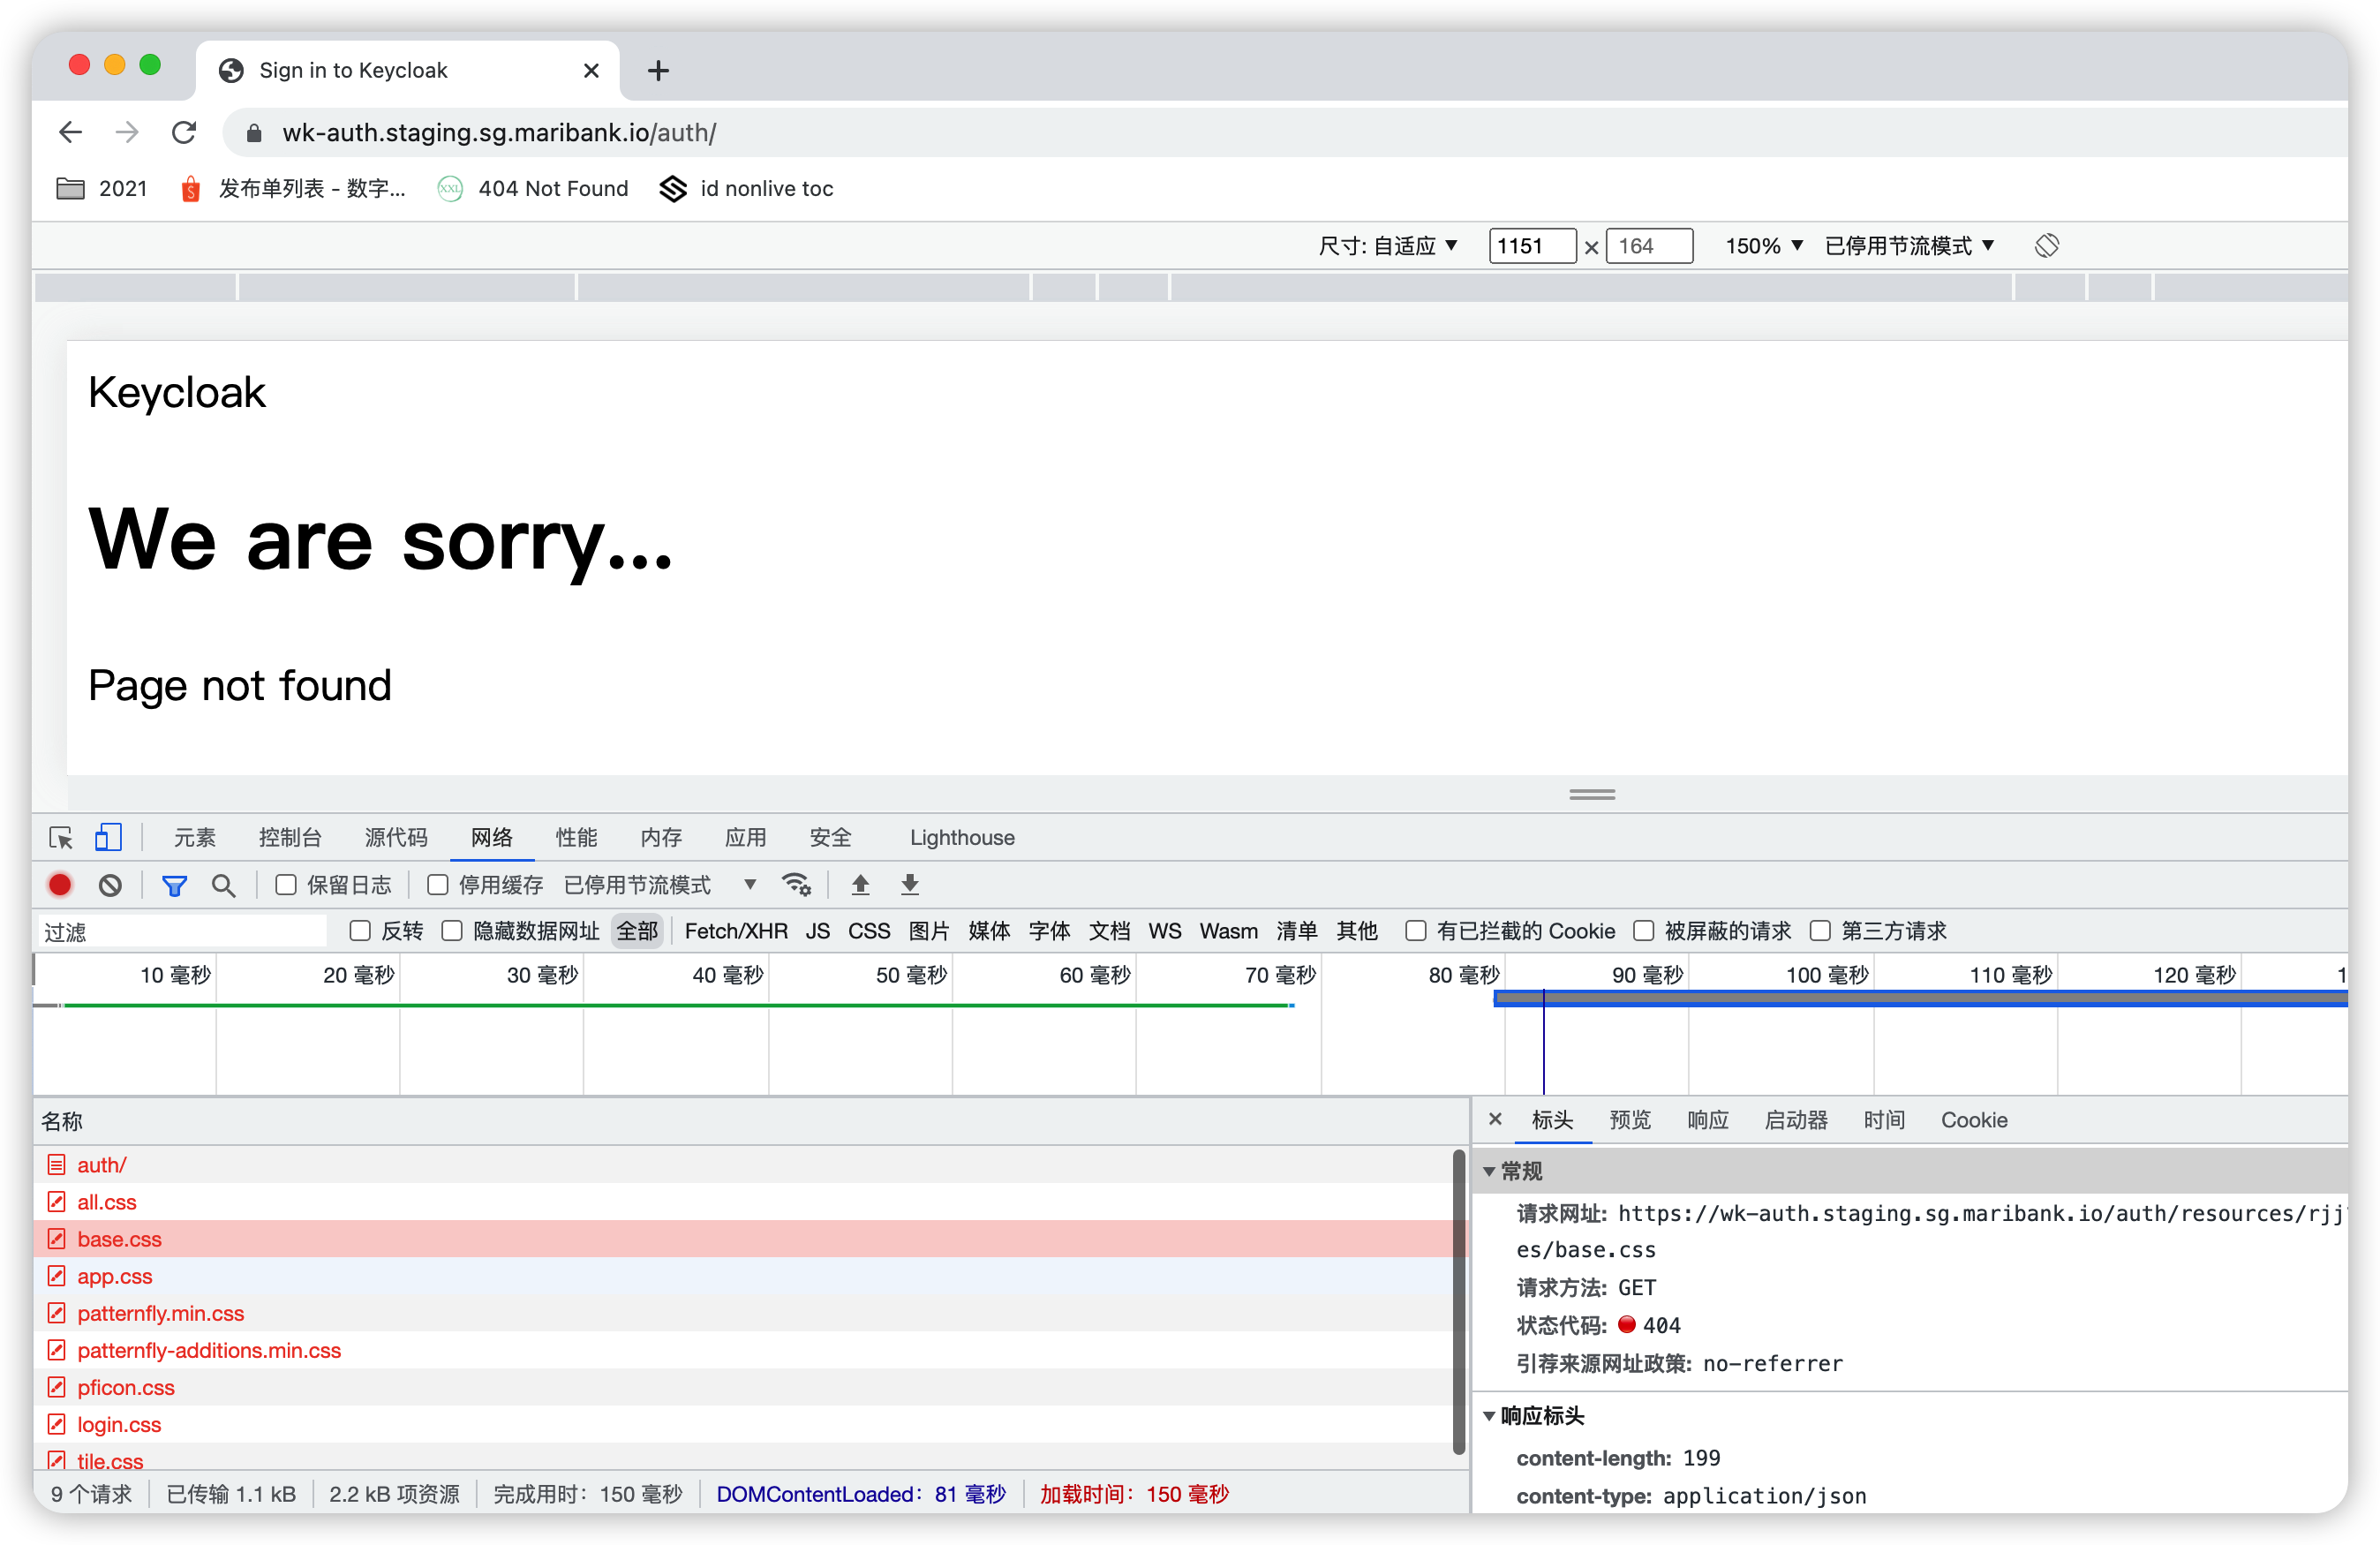 Sign in to Keycloak
wk-auth.staging.sg.maribank.io/auth/
2021
发布单列表 - 数字...
404 Not Found
id nonlive toc
尺寸: 自适应 ▼ 1151 × 164 150% ▼ 已停用节流模式 ▼
Keycloak
We are sorry...
Page not found
元素 控制台 源代码 网络 性能 内存 应用 安全 Lighthouse
保留日志 停用缓存 已停用节流模式 ▼
过滤 反转 隐藏数据网址 全部 Fetch/XHR JS CSS 图片 媒体 字体 文档 WS Wasm 清单 其他 有已拦截的 Cookie 被屏蔽的请求 第三方请求
10 毫秒 20 毫秒 30 毫秒 40 毫秒 50 毫秒 60 毫秒 70 毫秒 80 毫秒 90 毫秒 100 毫秒 110 毫秒 120 毫秒 1
名称
auth/
all.css
base.css
app.css
patternfly.min.css
patternfly-additions.min.css
pficon.css
login.css
tile.css
9 个请求 已传输 1.1 kB 2.2 kB 项资源 完成用时: 150 毫秒 DOMContentLoaded: 81 毫秒 加载时间: 150 毫秒
× 标头 预览 响应 启动器 时间 Cookie
▼ 常规
请求网址: https://wk-auth.staging.sg.maribank.io/auth/resources/rjj
es/base.css
请求方法: GET
状态代码: 404
引荐来源网址政策: no-referrer
▼ 响应标头
content-length: 199
content-type: application/json